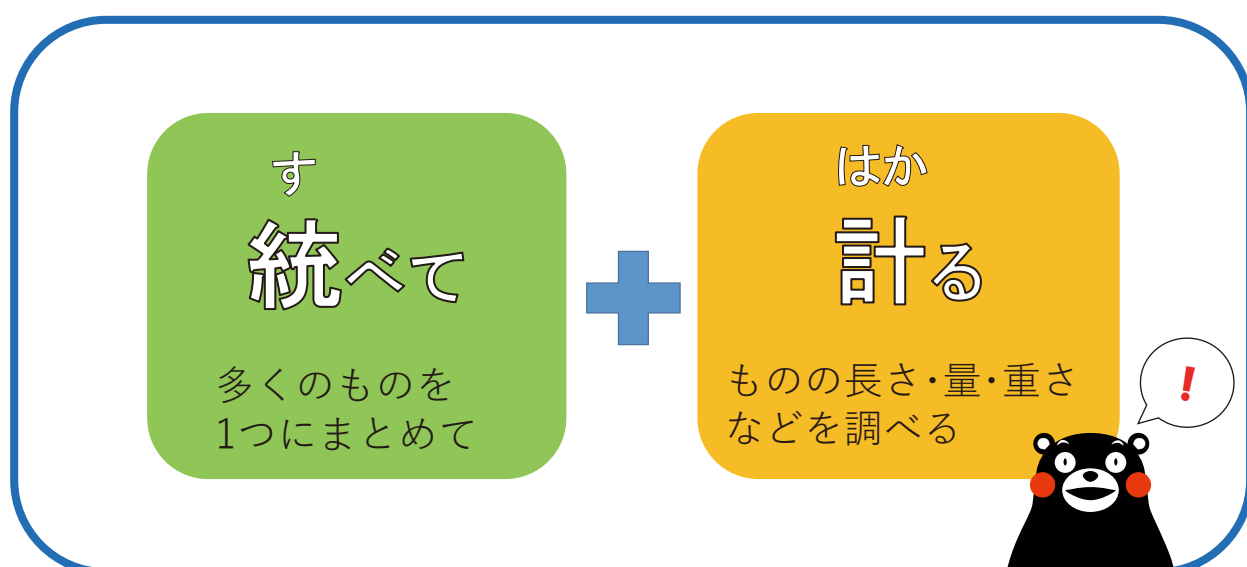 す
統べて
多くのものを
1つにまとめて
はか
計る
ものの長さ・量・重さ
などを調べる
!